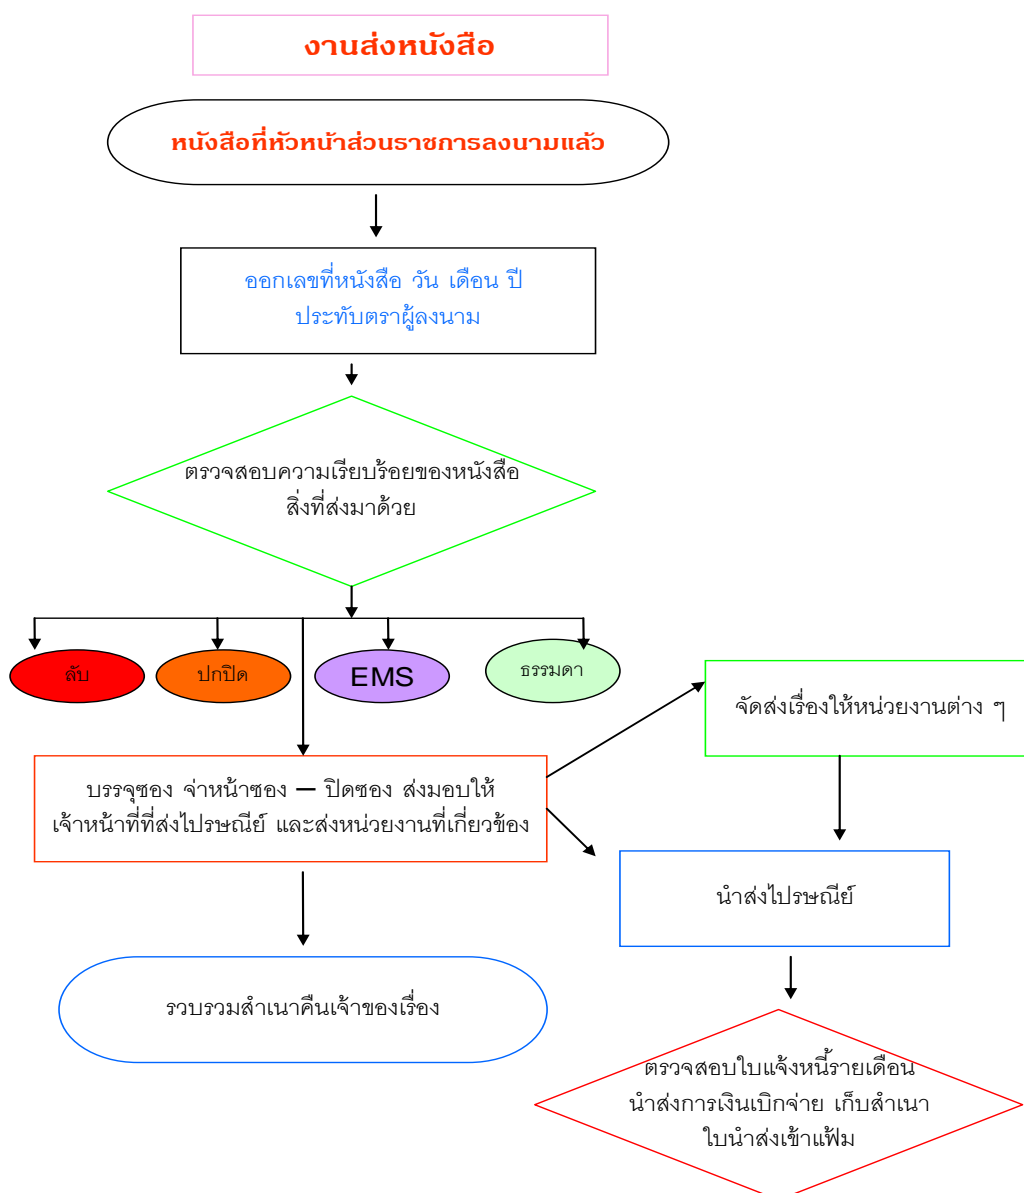 งานส่งหนังสือ
หนังสือที่หัวหน้าส่วนราชการลงนามแล้ว
ออกเลขที่หนังสือ วัน เดือน ปี
ประทับตราผู้ลงนาม
ตรวจสอบความเรียบร้อยของหนังสือ
สิ่งที่ส่งมาด้วย
ลับ
ปกปิด
EMS
ธรรมดา
จัดส่งเรื่องให้หน่วยงานต่าง ๆ
บรรจุซอง จ่าหน้าซอง – ปิดซอง ส่งมอบให้
เจ้าหน้าที่ที่ส่งไปรษณีย์ และส่งหน่วยงานที่เกี่ยวข้อง
นำส่งไปรษณีย์
รวบรวมสำเนาคืนเจ้าของเรื่อง
ตรวจสอบใบแจ้งหนี้รายเดือน
นำส่งการเงินเบิกจ่าย เก็บสำเนา
ใบนำส่งเข้าแฟ้ม